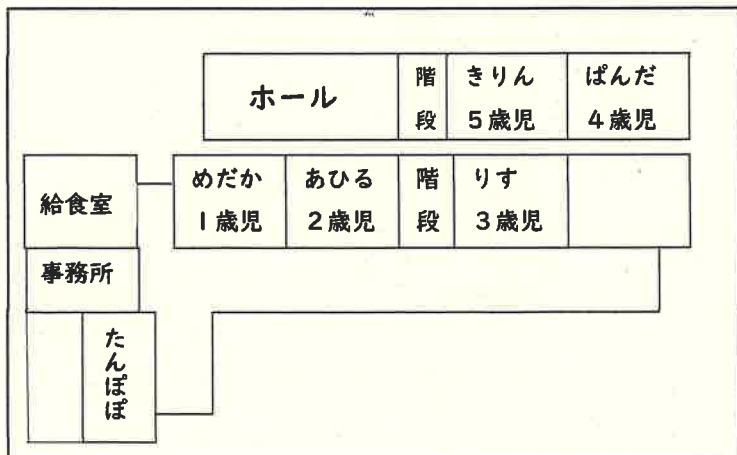 ホール
階段
きりん
5歳児
ぱんだ
4歳児
給食室
めだか
1歳児
あひる
2歳児
階段
りす
3歳児
事務所
たんぽぽ